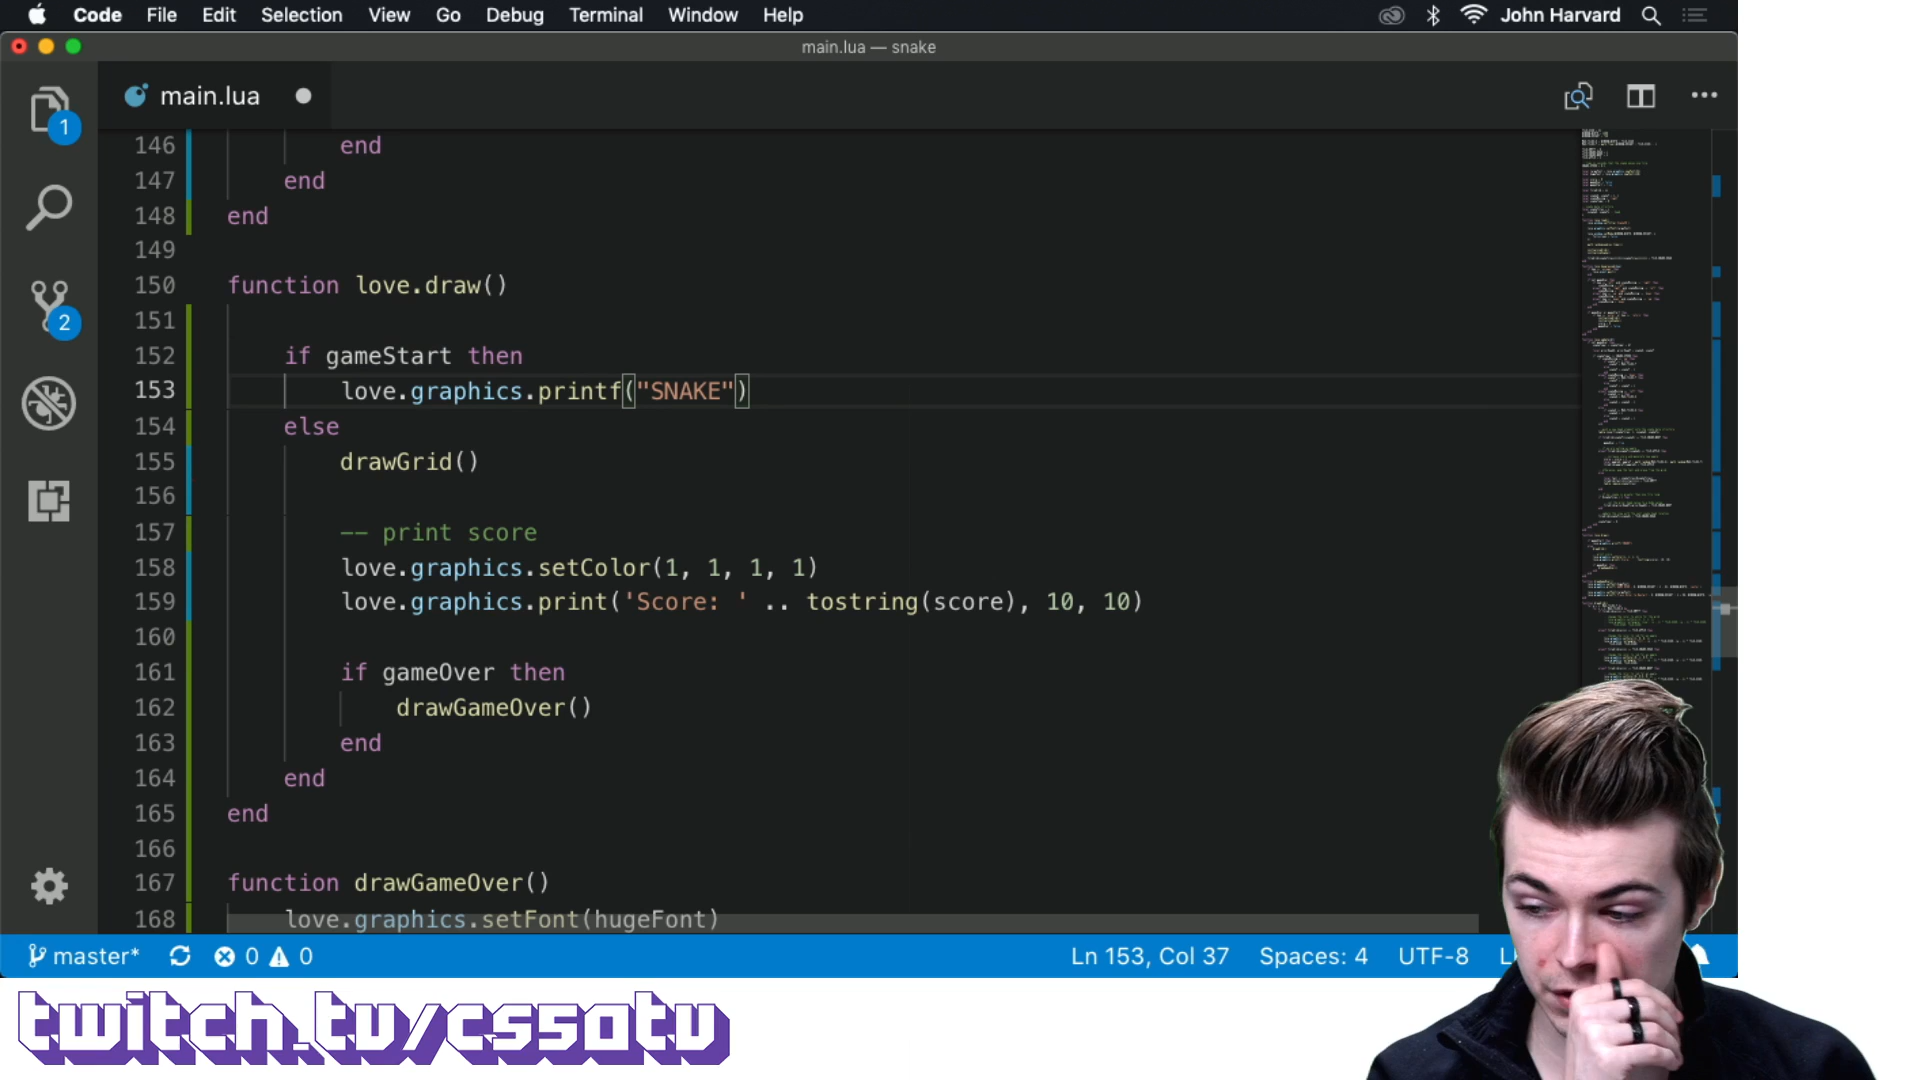 Code File Edit Selection View Go Debug Terminal Window Help John Harvard
main.lua — snake
main.lua
1
2
146 end
147 end
148 end
149
150 function love.draw()
151
152 if gameStart then
153 love.graphics.printf("SNAKE")
154 else
155 drawGrid()
156
157 -- print score
158 love.graphics.setColor(1, 1, 1, 1)
159 love.graphics.print('Score: ' .. tostring(score), 10, 10)
160
161 if gameOver then
162 drawGameOver()
163 end
164 end
165 end
166
167 function drawGameOver()
168 love.graphics.setFont(hugeFont)
master* 0 0 Ln 153, Col 37 Spaces: 4 UTF-8
twitch.tv/cs50tv